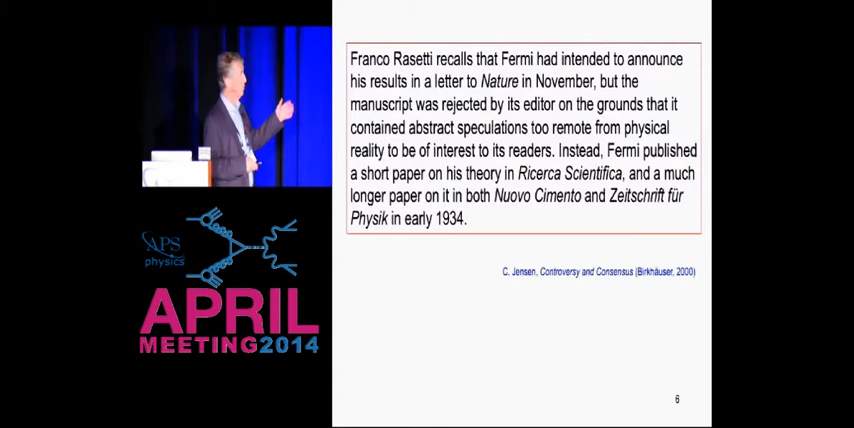 Franco Rasetti recalls that Fermi had intended to announce
his results in a letter to Nature in November, but the
manuscript was rejected by its editor on the grounds that it
contained abstract speculations too remote from physical
reality to be of interest to its readers. Instead, Fermi published
a short paper on his theory in Ricerca Scientifica, and a much
longer paper on it in both Nuovo Cimento and Zeitschrift für
Physik in early 1934.
C. Jensen, Controversy and Consensus (Birkhäuser, 2000)
6
APS
physics
APRIL
MEETING2014